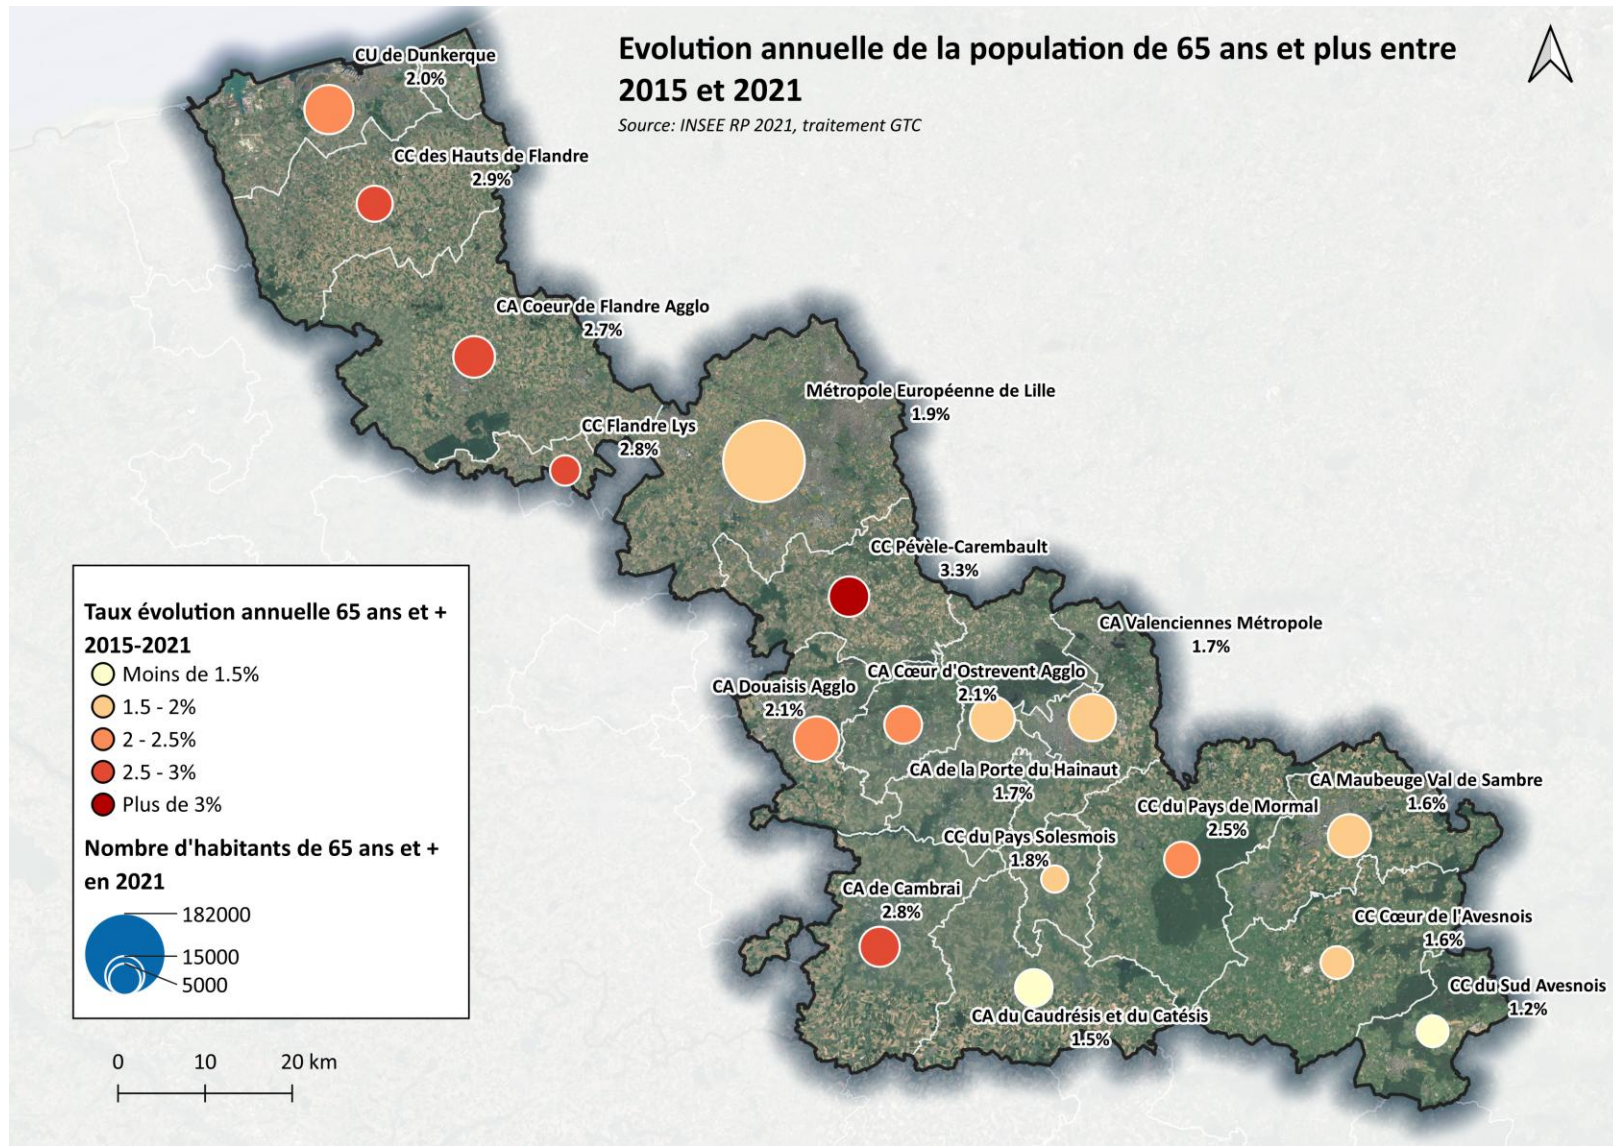 Evolution annuelle de la population de 65 ans et plus entre
2015 et 2021
Source: INSEE RP 2021, traitement GTC
CU de Dunkerque
2.0%
CC des Hauts de Flandre
2.9%
CA Coeur de Flandre Agglo
2.7%
Métropole Européenne de Lille
1.9%
CC Flandre Lys
2.8%
CC Pévèle-Carembault
3.3%
CA Valenciennes Métropole
1.7%
CA Cœur d'Ostrevent Agglo
2.1%
CA Douaisis Agglo
2.1%
CA de la Porte du Hainaut
1.7%
CA Maubeuge Val de Sambre
1.6%
CC du Pays de Mormal
2.5%
CC du Pays Solesmois
1.8%
CA de Cambrai
2.8%
CC Cœur de l'Avesnois
1.6%
CC du Sud Avesnois
1.2%
CA du Caudrésis et du Catésis
1.5%
Taux évolution annuelle 65 ans et +
2015-2021
Moins de 1.5%
1.5 - 2%
2 - 2.5%
2.5 - 3%
Plus de 3%
Nombre d'habitants de 65 ans et +
en 2021
182000
15000
5000
0 10 20 km